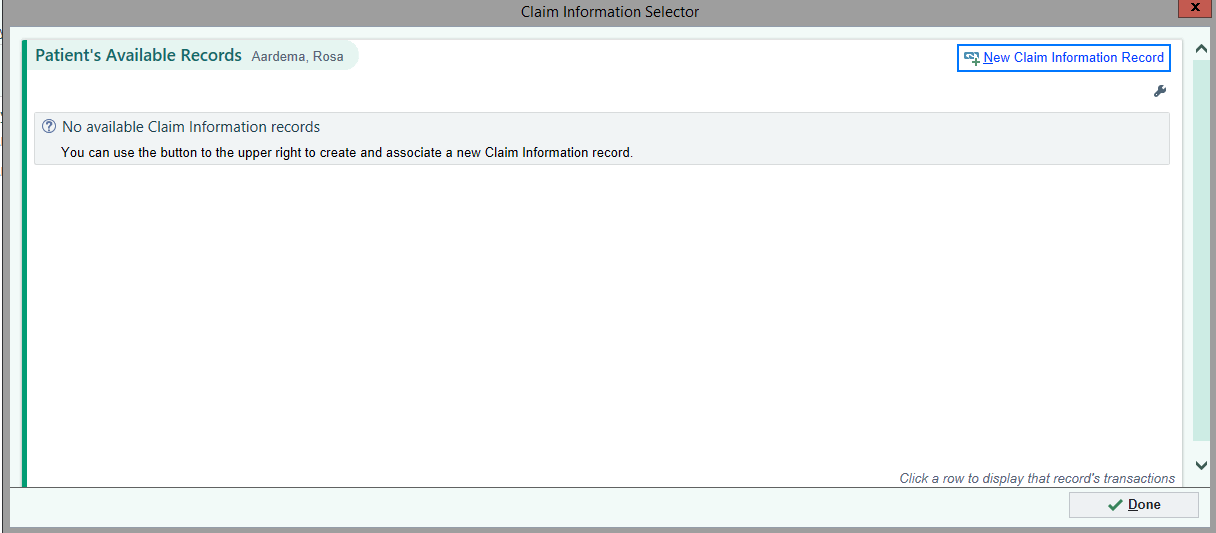 Claim Information Selector
x
Patient's Available Records Aardema, Rosa
New Claim Information Record
? No available Claim Information records
You can use the button to the upper right to create and associate a new Claim Information record.
Click a row to display that record's transactions
Done